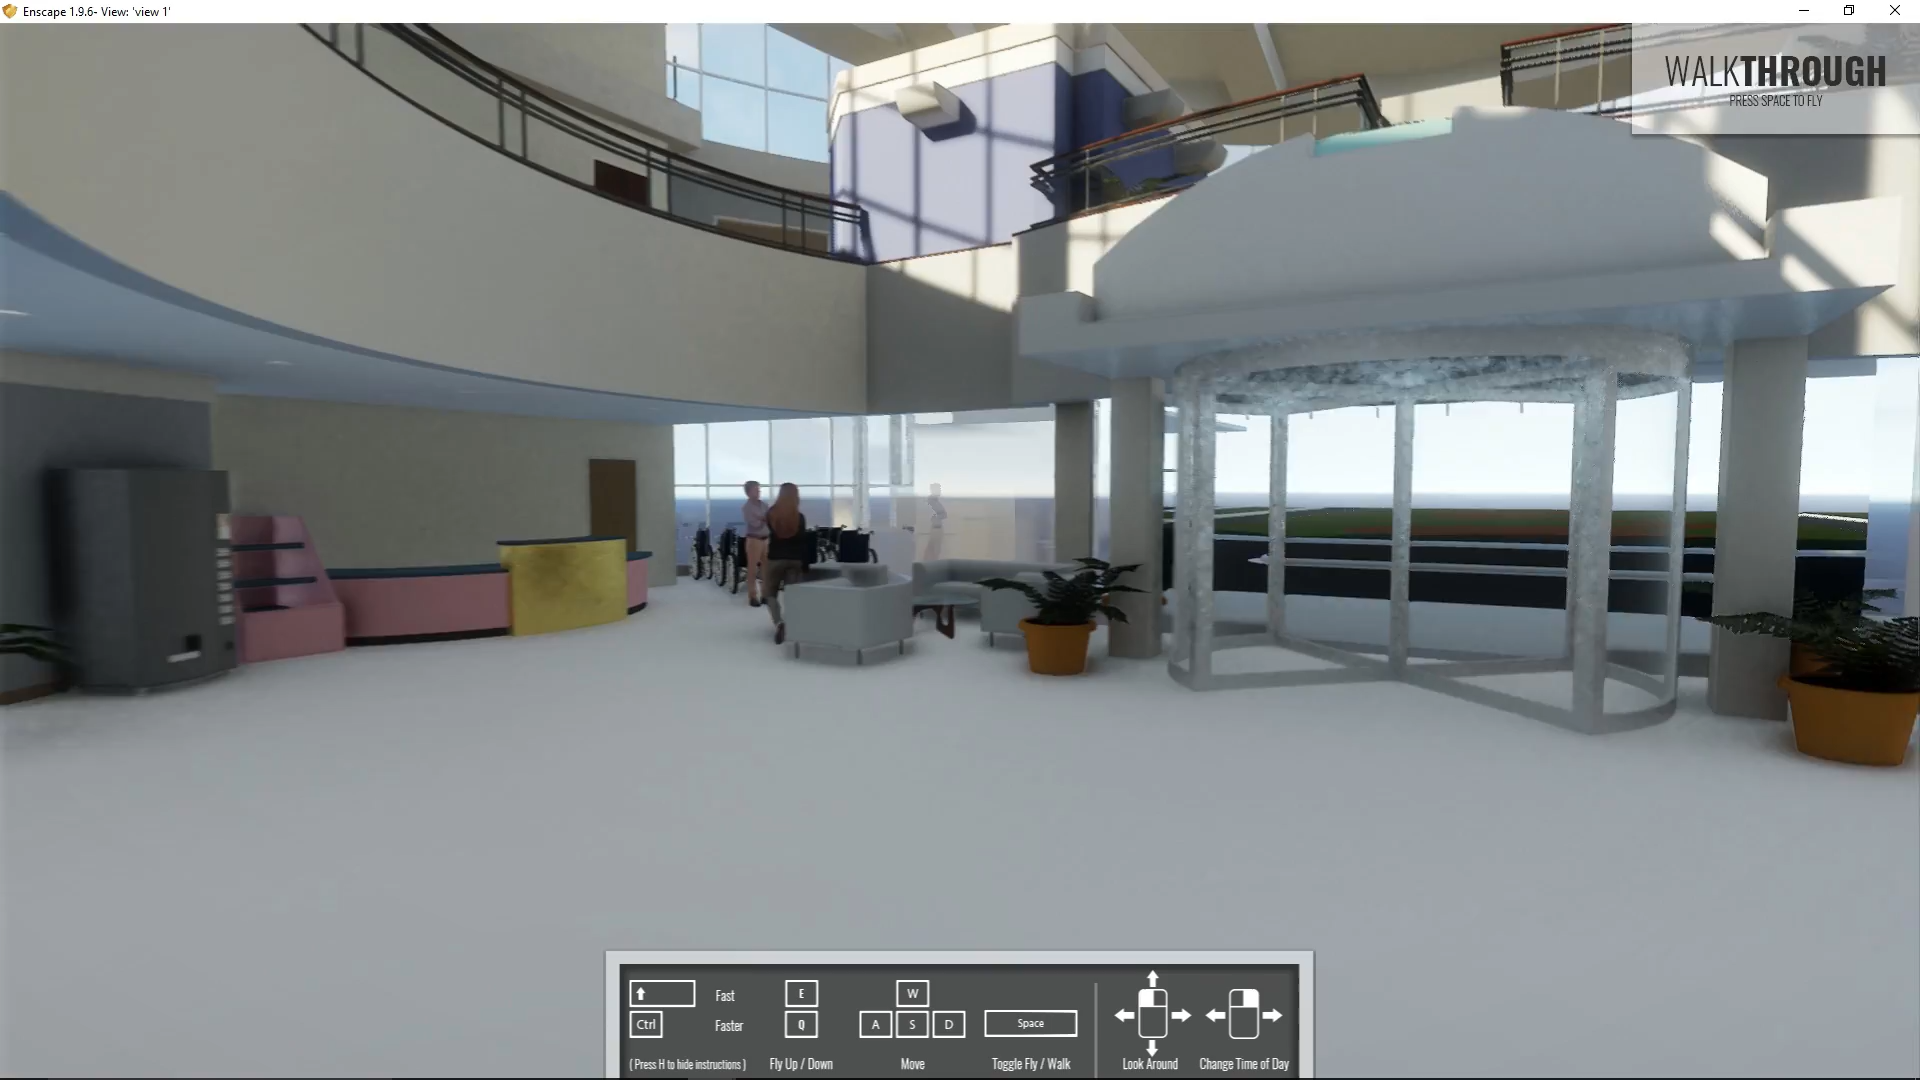 Enscape 1.9.6- View: 'view 1'
WALKTHROUGH
PRESS SPACE TO FLY
Fast
E
W
Ctrl
Faster
Q
A
S
D
Space
( Press H to hide instructions )
Fly Up / Down
Move
Toggle Fly / Walk
Look Around
Change Time of Day